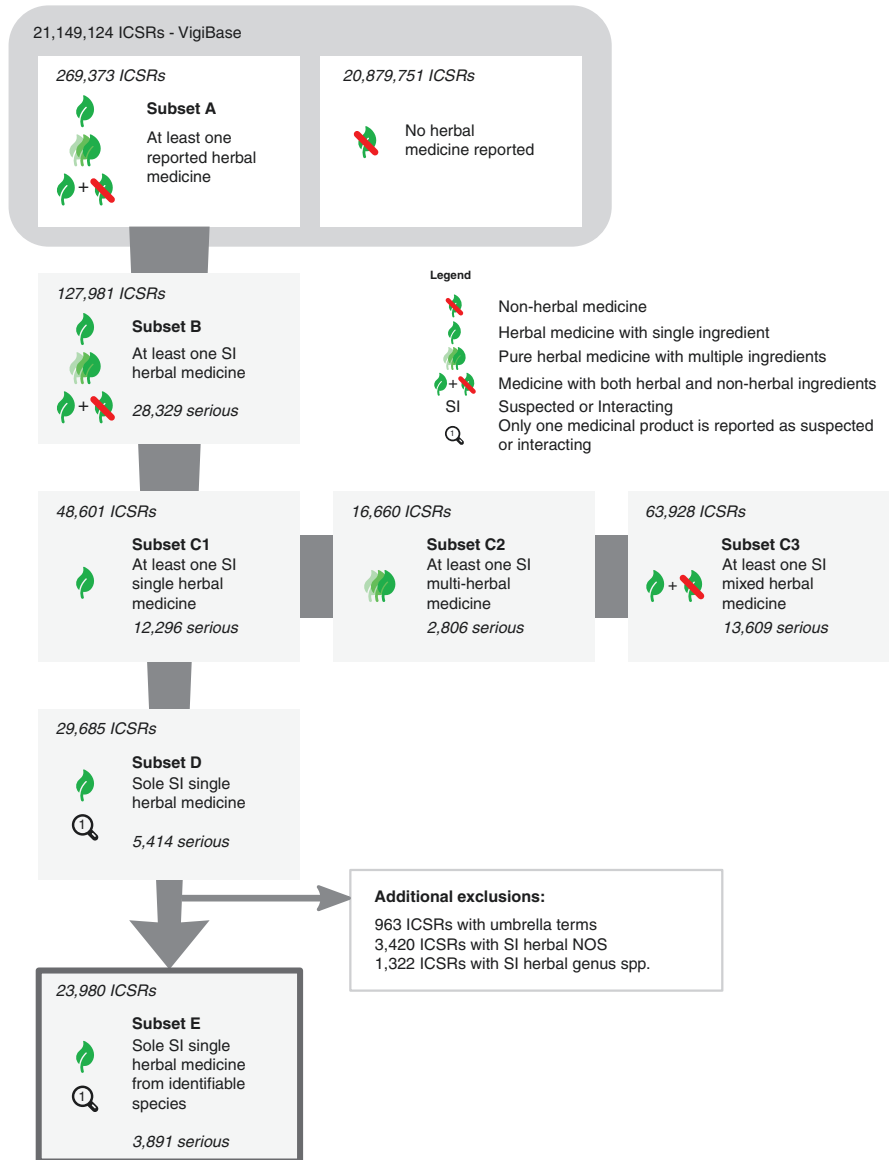 21,149,124 ICSRs - VigiBase
269,373 ICSRs
Subset A
At least one
reported herbal
medicine
+
20,879,751 ICSRs
No herbal
medicine reported
127,981 ICSRs
Subset B
At least one SI
herbal medicine
+
28,329 serious
Legend
Non-herbal medicine
Herbal medicine with single ingredient
Pure herbal medicine with multiple ingredients
+
Medicine with both herbal and non-herbal ingredients
SI
Suspected or Interacting
1
Only one medicinal product is reported as suspected
or interacting
48,601 ICSRs
Subset C1
At least one SI
single herbal
medicine
12,296 serious
16,660 ICSRs
Subset C2
At least one SI
multi-herbal
medicine
2,806 serious
63,928 ICSRs
Subset C3
At least one SI
mixed herbal
medicine
+
13,609 serious
29,685 ICSRs
Subset D
Sole SI single
herbal medicine
1
5,414 serious
Additional exclusions:
963 ICSRs with umbrella terms
3,420 ICSRs with SI herbal NOS
1,322 ICSRs with SI herbal genus spp.
23,980 ICSRs
Subset E
Sole SI single
herbal medicine
from identifiable
species
1
3,891 serious